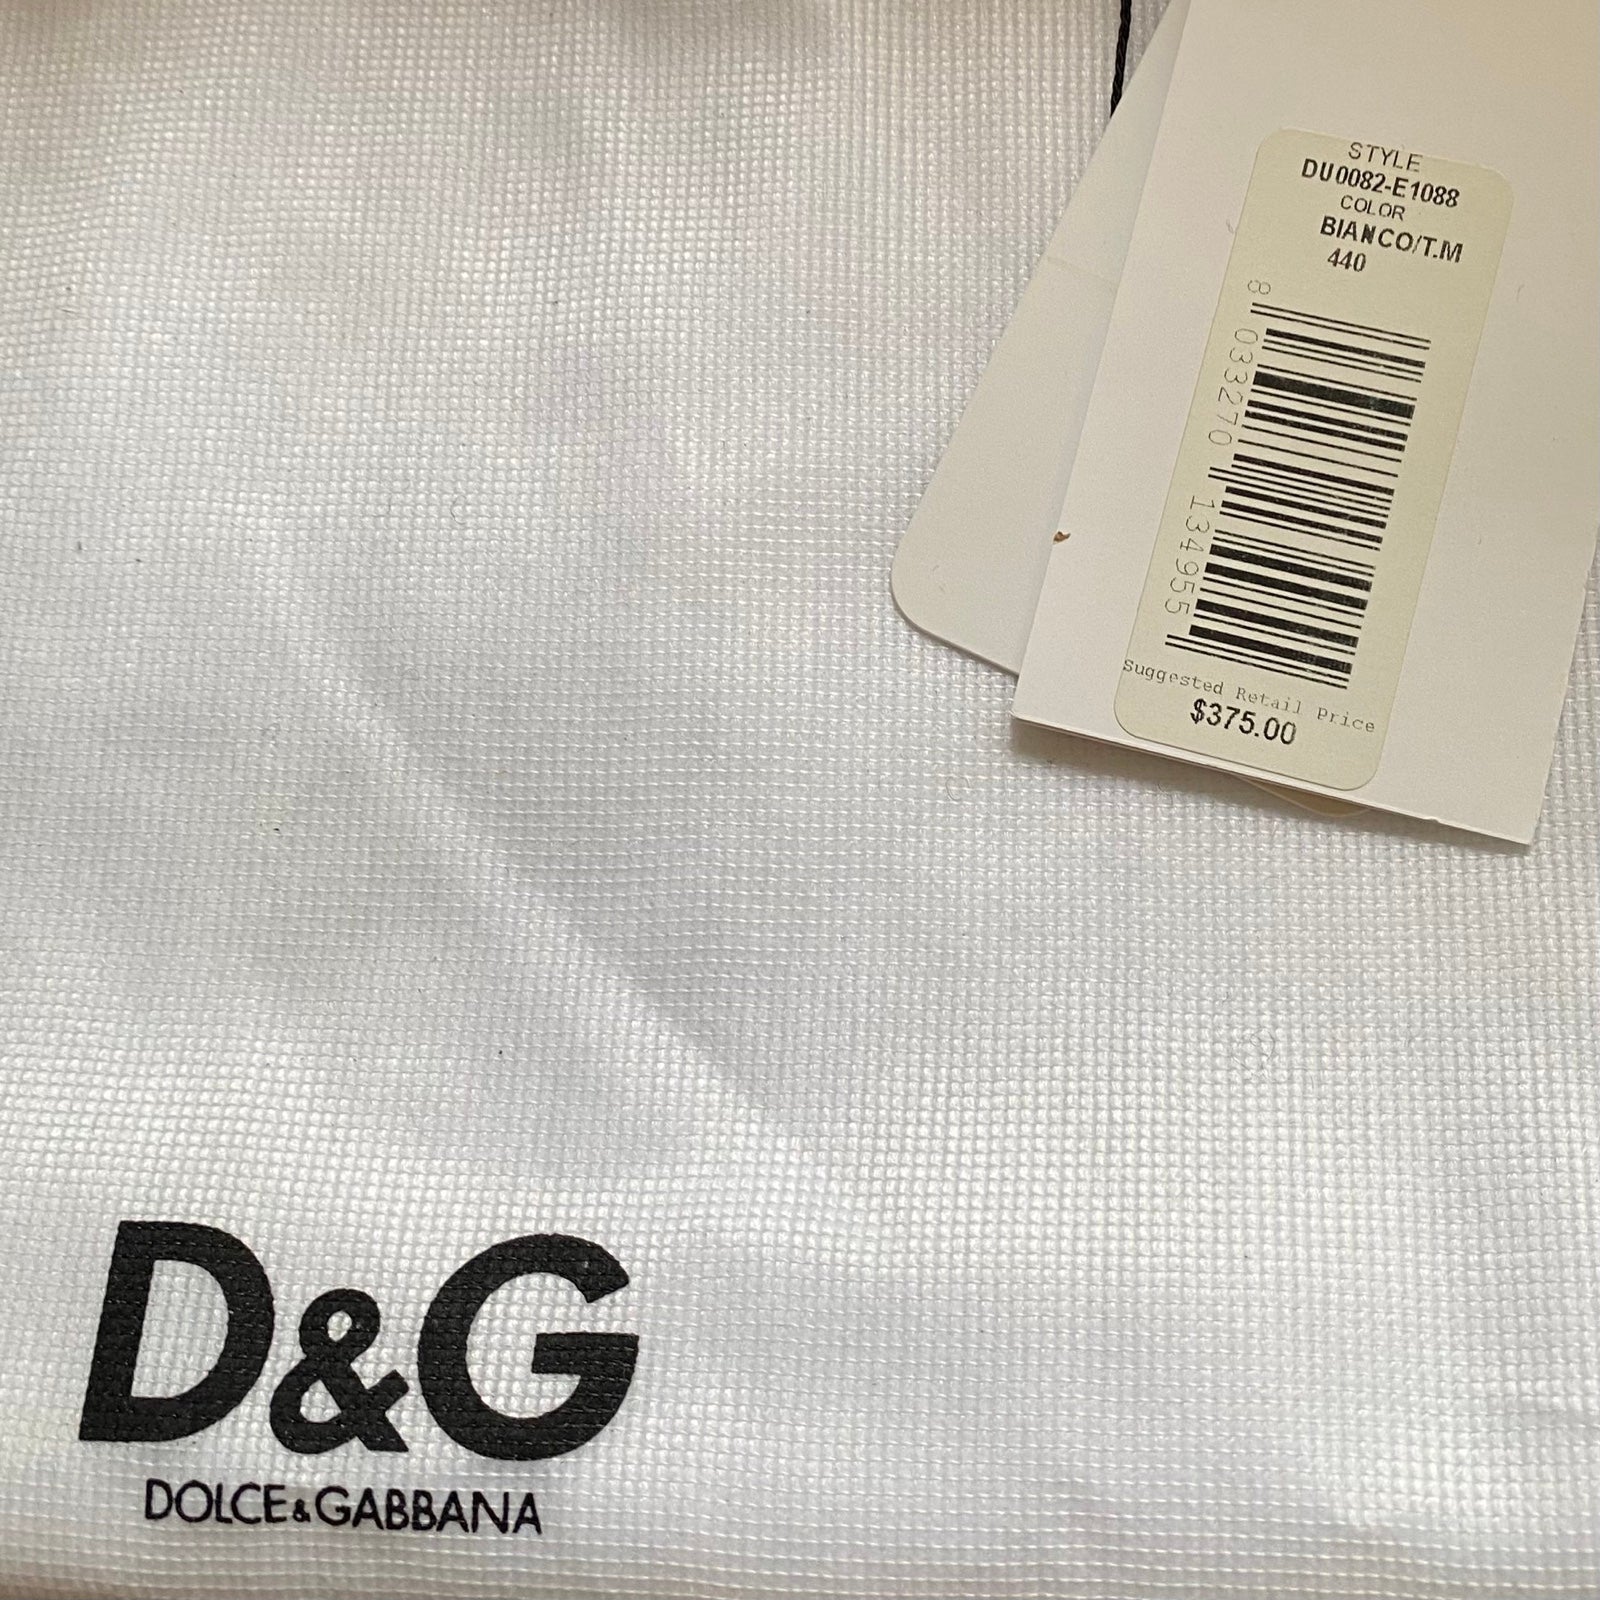 STYLE
DU0082-E1088
COLOR
BIANCO/T.M
440
8 033270 134955
Suggested Retail Price
$375.00
D&G
DOLCE&GABBANA